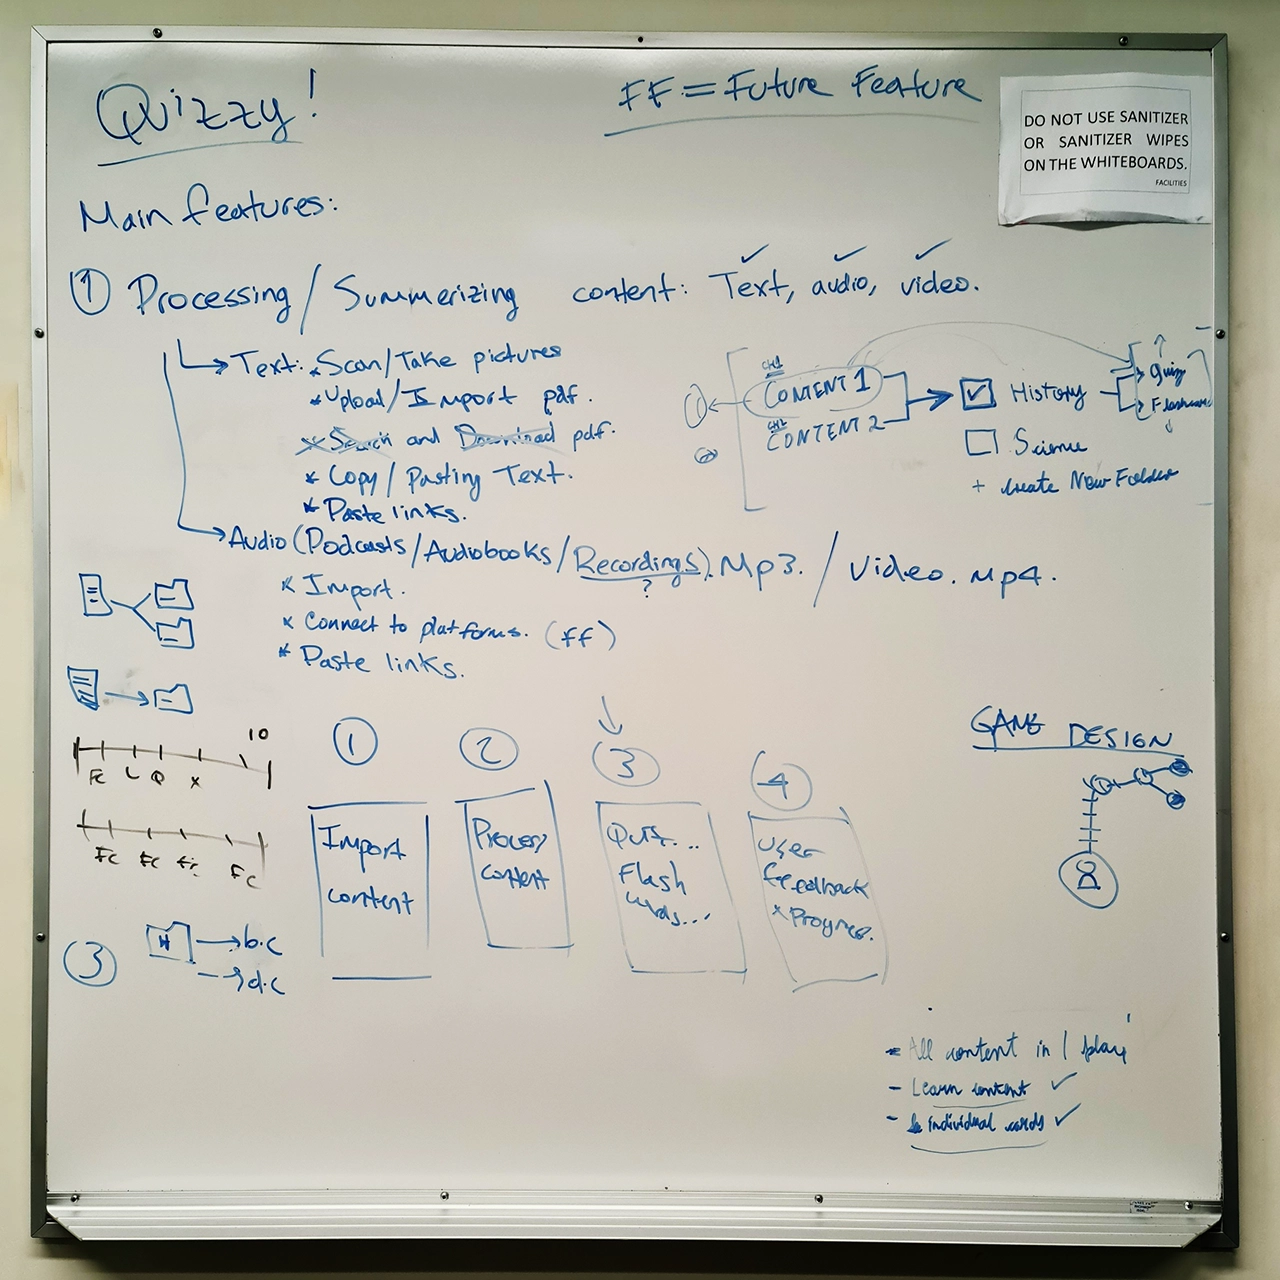 Quizzy!
FF = Future Feature
DO NOT USE SANITIZER
OR SANITIZER WIPES
ON THE WHITEBOARDS.
FACILITIES
Main features:
1 Processing / Summerizing content: Text, audio, video.
Text: * Scan/Take pictures
* Upload/Import pdf.
* Search and Download pdf.
* Copy / Pasting Text.
* Paste links.
CH1
CONTENT 1
CH2
CONTENT 2
1
2
History
Science
+ Create New Folder
Quiz
Flashcards
Audio (Podcasts/Audiobooks/Recordings). Mp3. / Video. mp4.
?
* Import.
* Connect to platforms. (ff)
* Paste links.
10
FC L Q X
FC FC FC FC
1
Import
content
2
Process
content
3
Quiz...
Flash
cards...
4
User
feedback
* Progress.
GAME DESIGN
3
H
b.c
d.c
- All content in 1 play
- Learn content
- individual cards